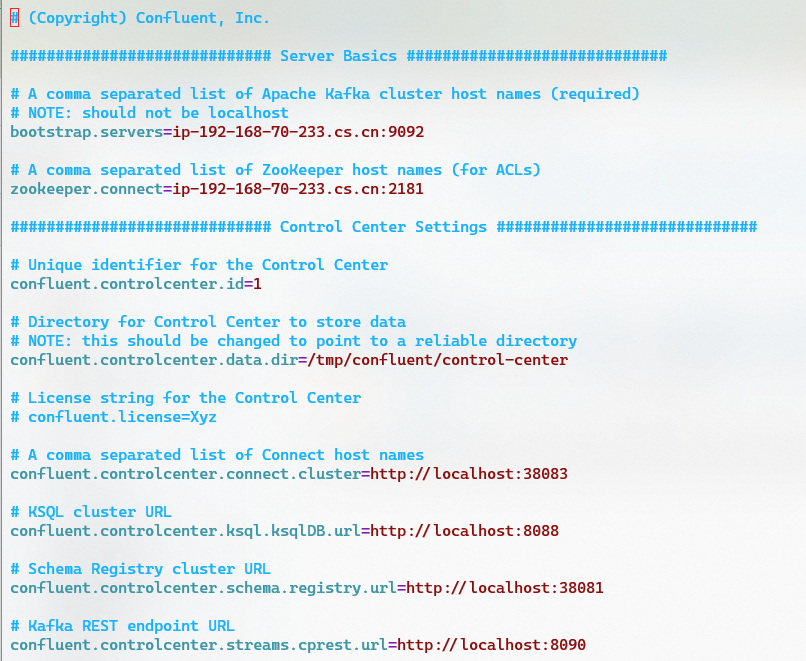 # (Copyright) Confluent, Inc.
############################# Server Basics #############################
# A comma separated list of Apache Kafka cluster host names (required)
# NOTE: should not be localhost
bootstrap.servers=ip-192-168-70-233.cs.cn:9092
# A comma separated list of ZooKeeper host names (for ACLs)
zookeeper.connect=ip-192-168-70-233.cs.cn:2181
############################# Control Center Settings #############################
# Unique identifier for the Control Center
confluent.controlcenter.id=1
# Directory for Control Center to store data
# NOTE: this should be changed to point to a reliable directory
confluent.controlcenter.data.dir=/tmp/confluent/control-center
# License string for the Control Center
# confluent.license=Xyz
# A comma separated list of Connect host names
confluent.controlcenter.connect.cluster=http://localhost:38083
# KSQL cluster URL
confluent.controlcenter.ksql.ksqlDB.url=http://localhost:8088
# Schema Registry cluster URL
confluent.controlcenter.schema.registry.url=http://localhost:38081
# Kafka REST endpoint URL
confluent.controlcenter.streams.cprest.url=http://localhost:8090